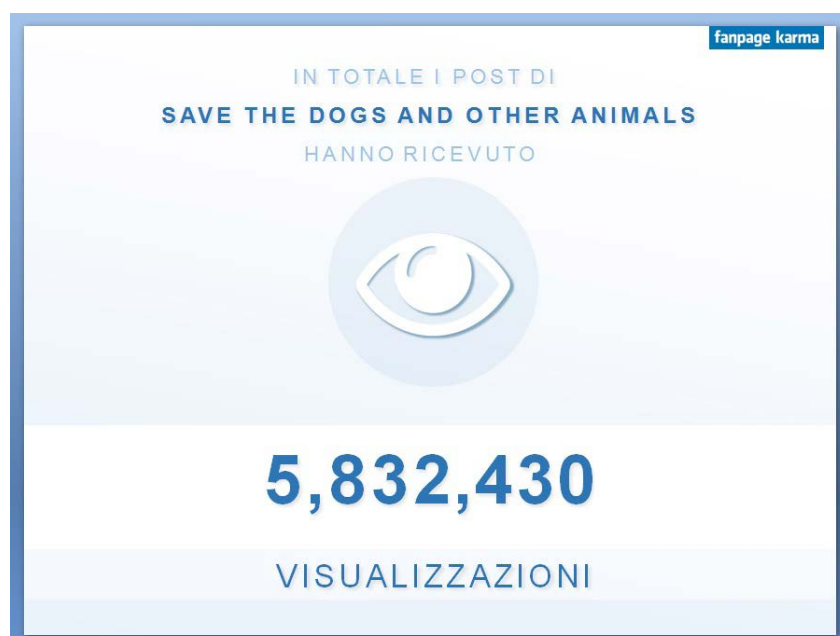 fanpage karma
IN TOTALE I POST DI
SAVE THE DOGS AND OTHER ANIMALS
HANNO RICEVUTO
5,832,430
VISUALIZZAZIONI